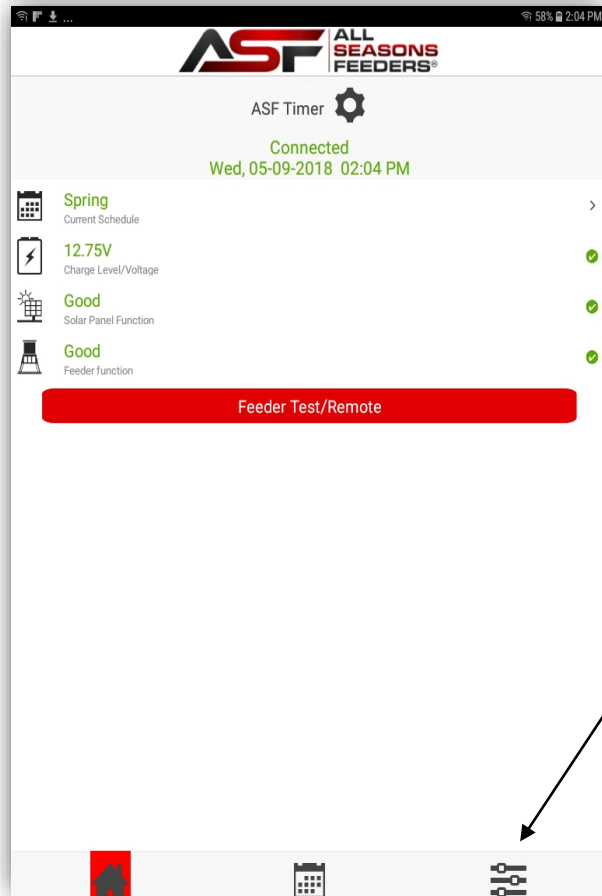 ... 58% 2:04 PM
ASF ALL
SEASONS
FEEDERS®
ASF Timer
Connected
Wed, 05-09-2018 02:04 PM
Spring
Current Schedule
12.75V
Charge Level/Voltage
Good
Solar Panel Function
Good
Feeder function
Feeder Test/Remote